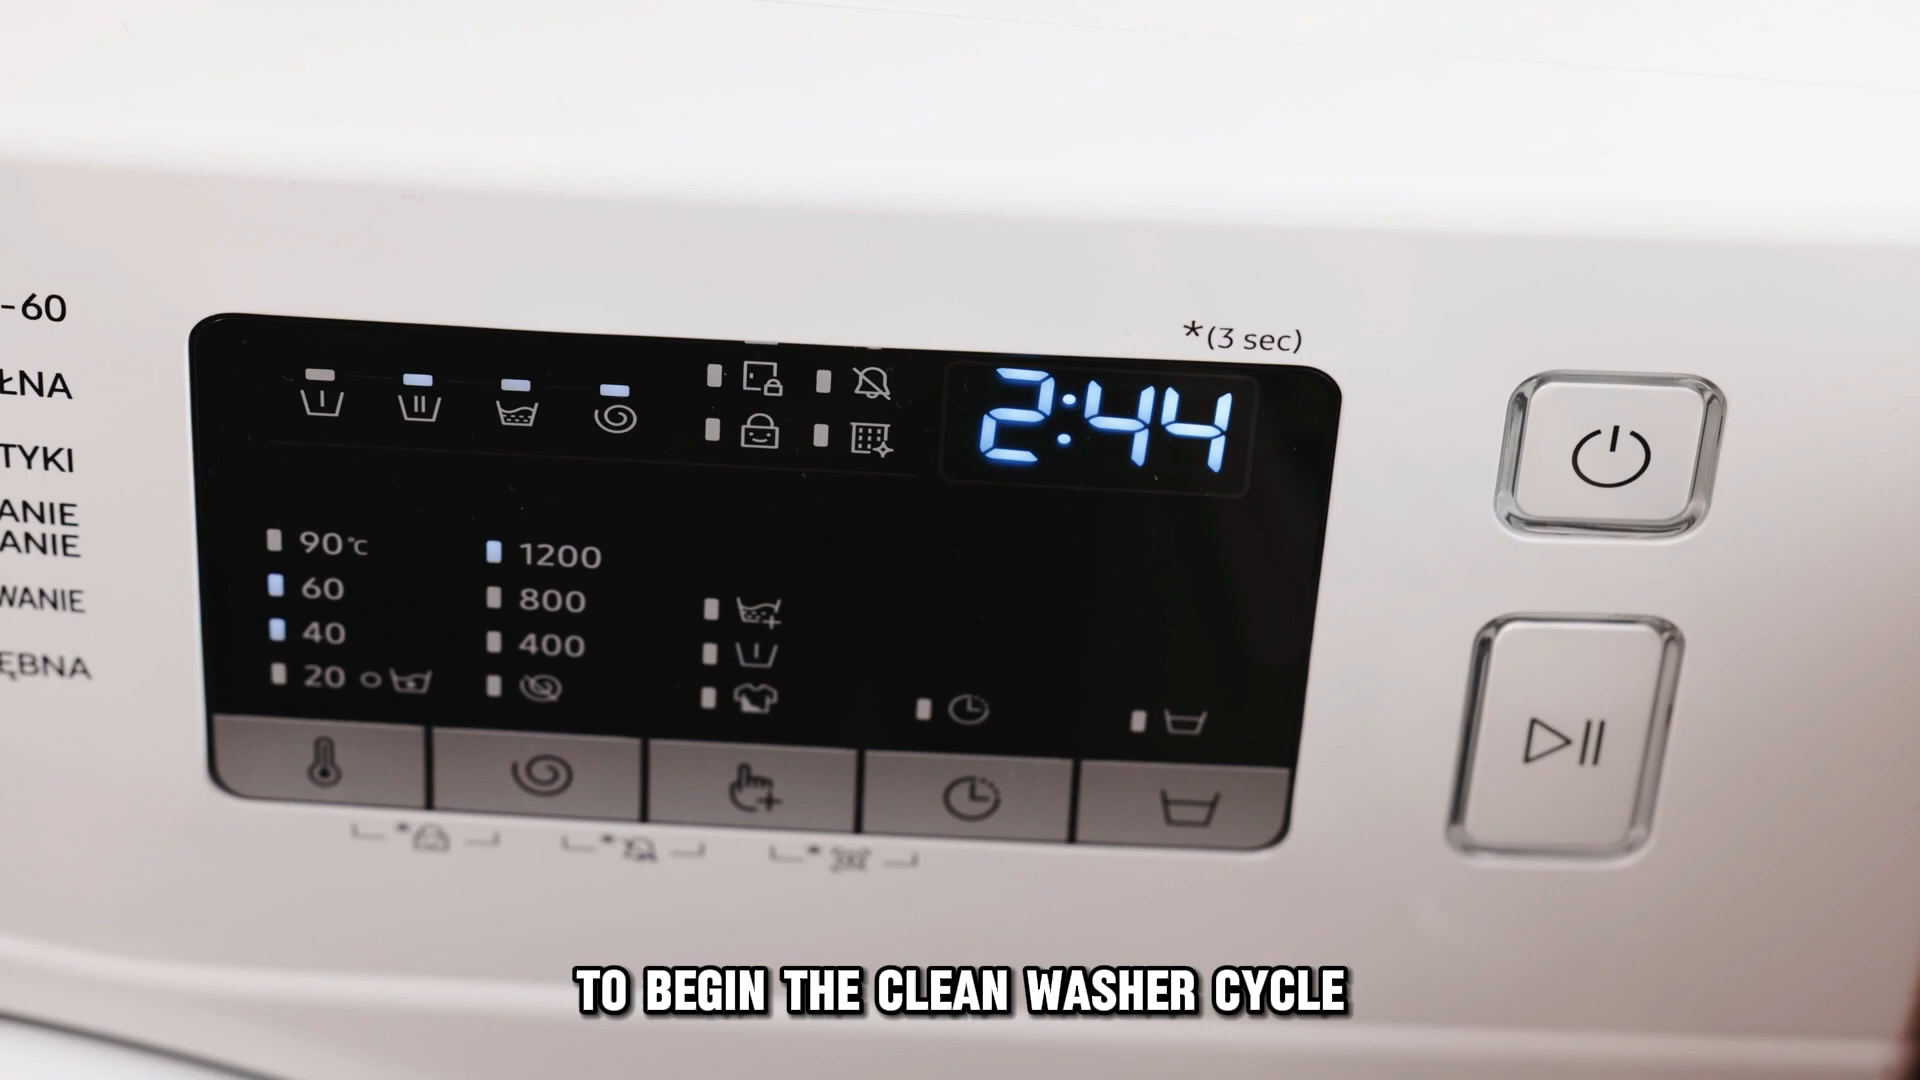 -60
ŁNA
TYKI
ANIE
ANIE
WANIE
ĘBNA
*(3 sec)
2:44
90°C
60
40
20
1200
800
400
TO BEGIN THE CLEAN WASHER CYCLE